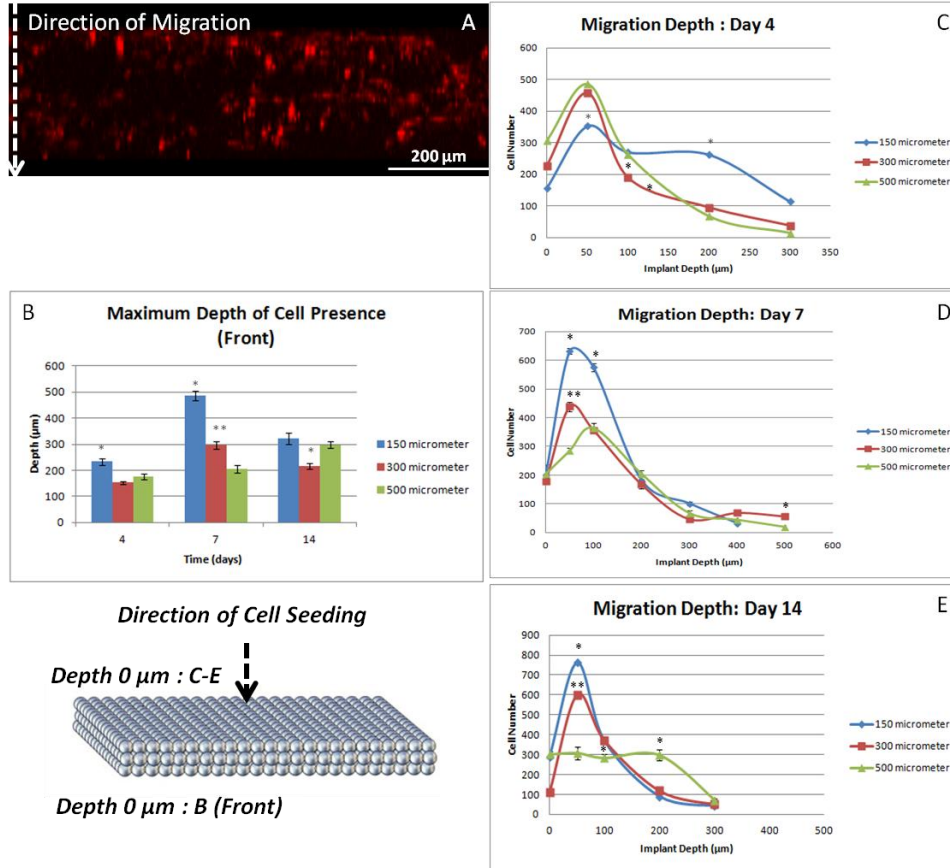 Direction of Migration
A
200 µm
B
Maximum Depth of Cell Presence
(Front)
Depth (µm)
600
500
400
300
200
100
0
*
*
**
*
4
7
14
Time (days)
150 micrometer
300 micrometer
500 micrometer
Direction of Cell Seeding
Depth 0 µm : C-E
Depth 0 µm : B (Front)
Migration Depth : Day 4
C
Cell Number
600
500
400
300
200
100
0
*
*
*
*
0 50 100 150 200 250 300 350
Implant Depth (µm)
150 micrometer
300 micrometer
500 micrometer
Migration Depth: Day 7
D
Cell Number
700
600
500
400
300
200
100
0
*
*
**
*
0 100 200 300 400 500 600
Implant Depth (µm)
150 micrometer
300 micrometer
500 micrometer
Migration Depth: Day 14
E
Cell Number
900
800
700
600
500
400
300
200
100
0
*
**
*
*
0 100 200 300 400 500
Implant Depth (µm)
150 micrometer
300 micrometer
500 micrometer